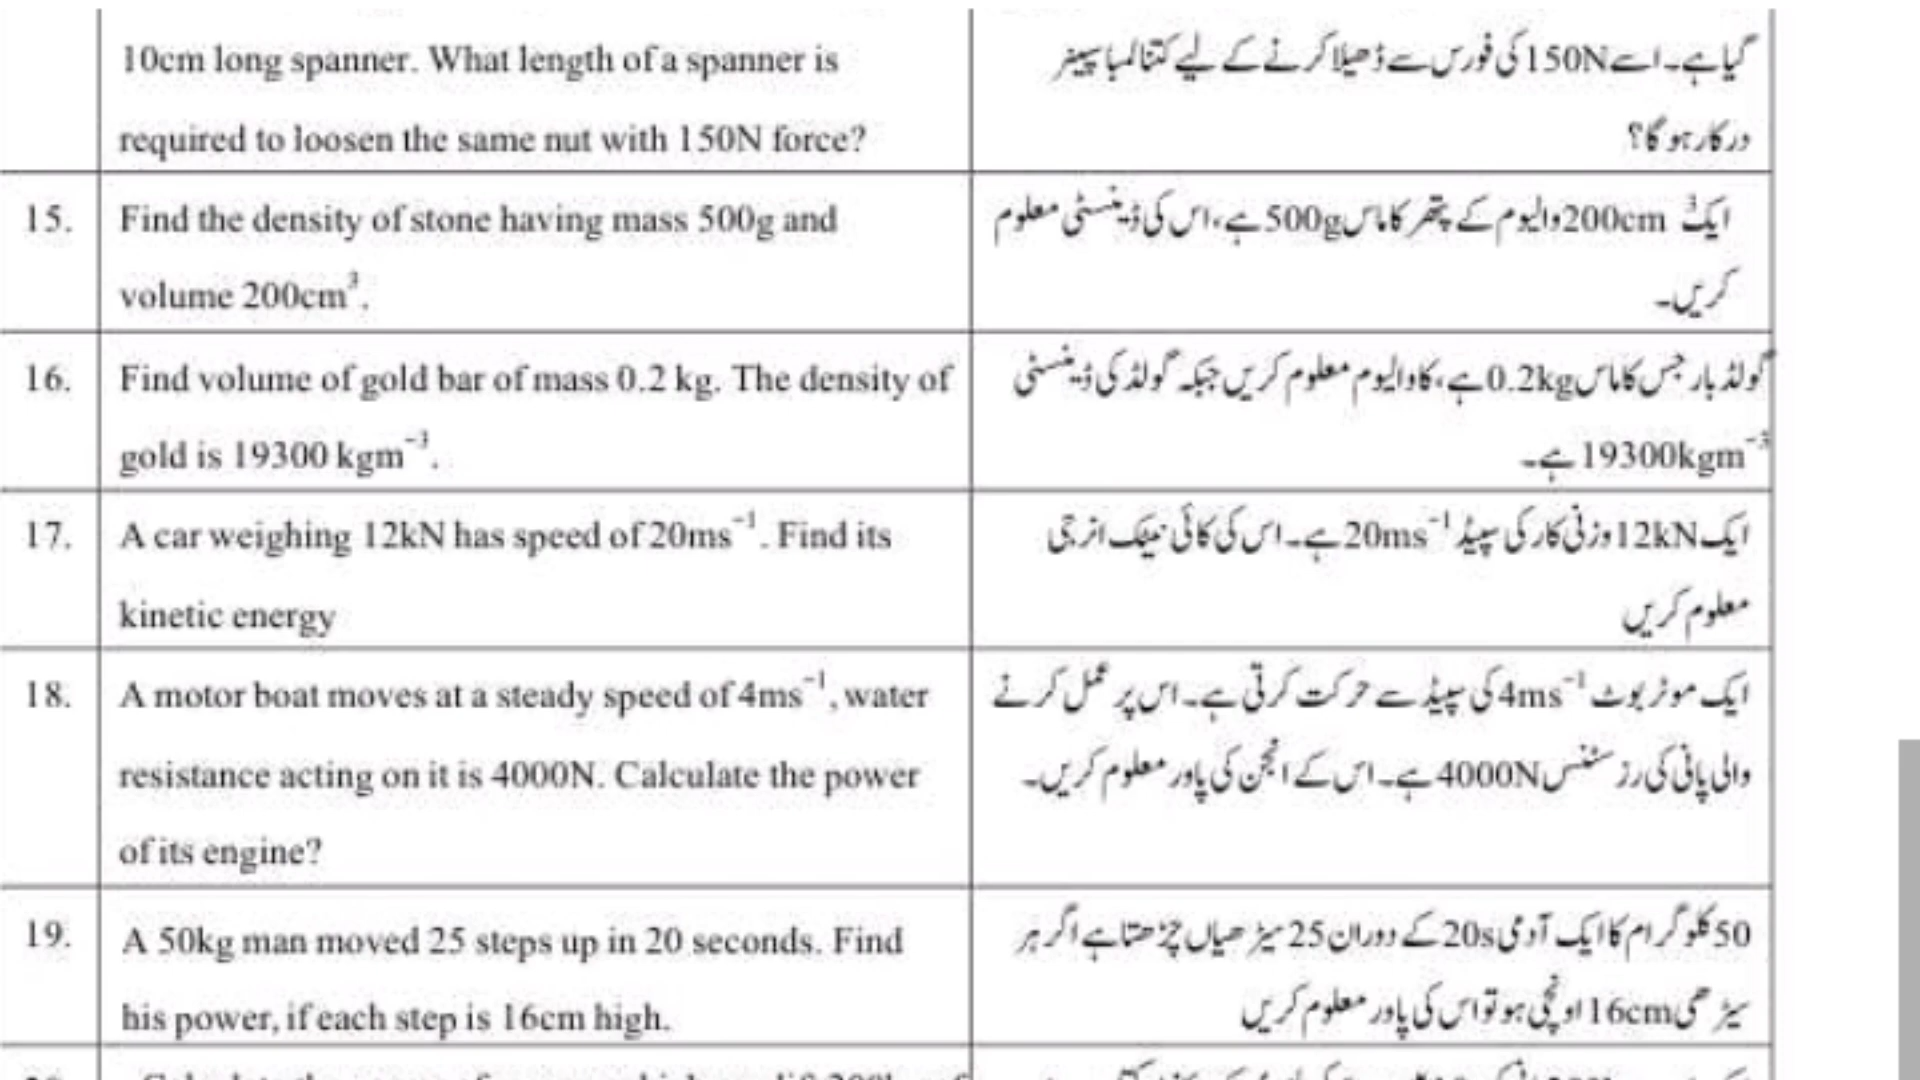 10cm long spanner. What length of a spanner is
required to loosen the same nut with 150N force?
گیا ہے۔ اسے 150N کی فورس سے ڈھیلا کرنے کے لیے کتنا لمبا سپینر
درکار ہو گا؟
15.
Find the density of stone having mass 500g and
volume 200cm³.
ایک 200cm³ والیوم کے پتھر کا ماس 500g ہے، اس کی ڈینسٹی معلوم
کریں۔
16.
Find volume of gold bar of mass 0.2 kg. The density of
gold is 19300 kgm⁻³.
گولڈ بار جس کا ماس 0.2kg ہے، کا والیوم معلوم کریں جبکہ گولڈ کی ڈینسٹی
19300kgm⁻³ ہے۔
17.
A car weighing 12kN has speed of 20ms⁻¹. Find its
kinetic energy
ایک 12kN وزنی کار کی سپیڈ 20ms⁻¹ ہے۔ اس کی کائی نیٹک انرجی
معلوم کریں
18.
A motor boat moves at a steady speed of 4ms⁻¹, water
resistance acting on it is 4000N. Calculate the power
of its engine?
ایک موٹر بوٹ 4ms⁻¹ کی سپیڈ سے حرکت کرتی ہے۔ اس پر عمل کرنے
والی پانی کی رزسٹنس 4000N ہے۔ اس کے انجن کی پاور معلوم کریں۔
19.
A 50kg man moved 25 steps up in 20 seconds. Find
his power, if each step is 16cm high.
50 کلوگرام کا ایک آدمی 20s کے دوران 25 سیڑھیاں چڑھتا ہے اگر ہر
سیڑھی 16cm اونچی ہو تو اس کی پاور معلوم کریں